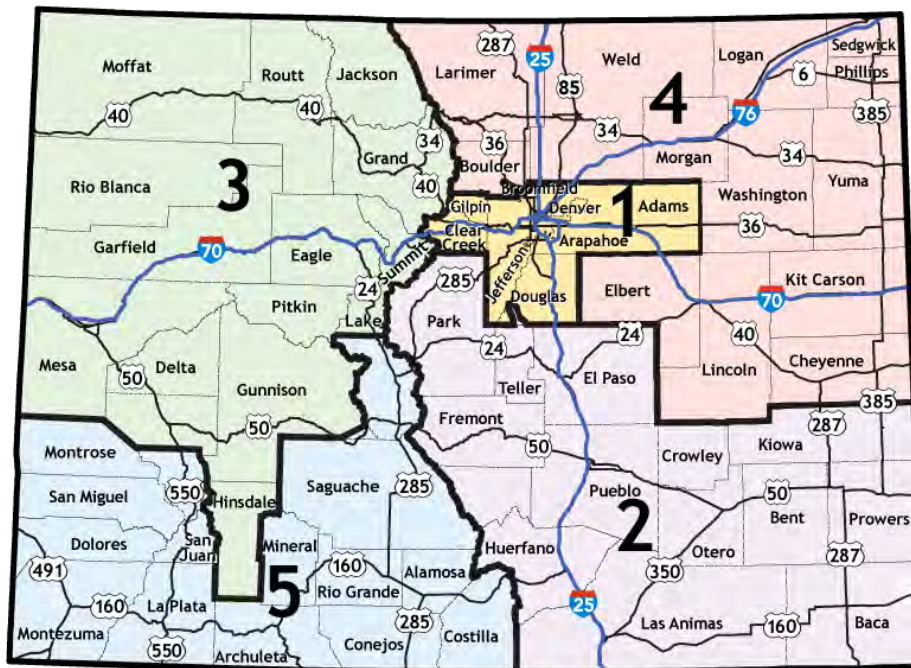 287
25
Weld
Logan
Sedgwick
Moffat
Routt
Jackson
Larimer
85
6
Phillips
40
40
4
76
385
34
36
34
Grand
Boulder
Morgan
34
Yuma
Rio Blanca
3
40
Broomfield
Washington
Gilpin
Denver
1
Adams
36
Garfield
70
Clear
Creek
Arapahoe
Eagle
Summit
Jefferson
285
Kit Carson
24
Pitkin
Douglas
Elbert
70
Lake
Park
24
40
Mesa
50
Delta
24
Cheyenne
Teller
El Paso
Lincoln
Gunnison
385
50
Fremont
287
Montrose
50
Crowley
Kiowa
550
Saguache
285
San Miguel
Hinsdale
Pueblo
50
2
Bent
Prowers
Dolores
San
Juan
Mineral
Huerfano
Otero
287
491
160
Alamosa
350
5
Rio Grande
25
160
La Plata
285
Las Animas
160
Baca
Montezuma
550
Conejos
Costilla
Archuleta